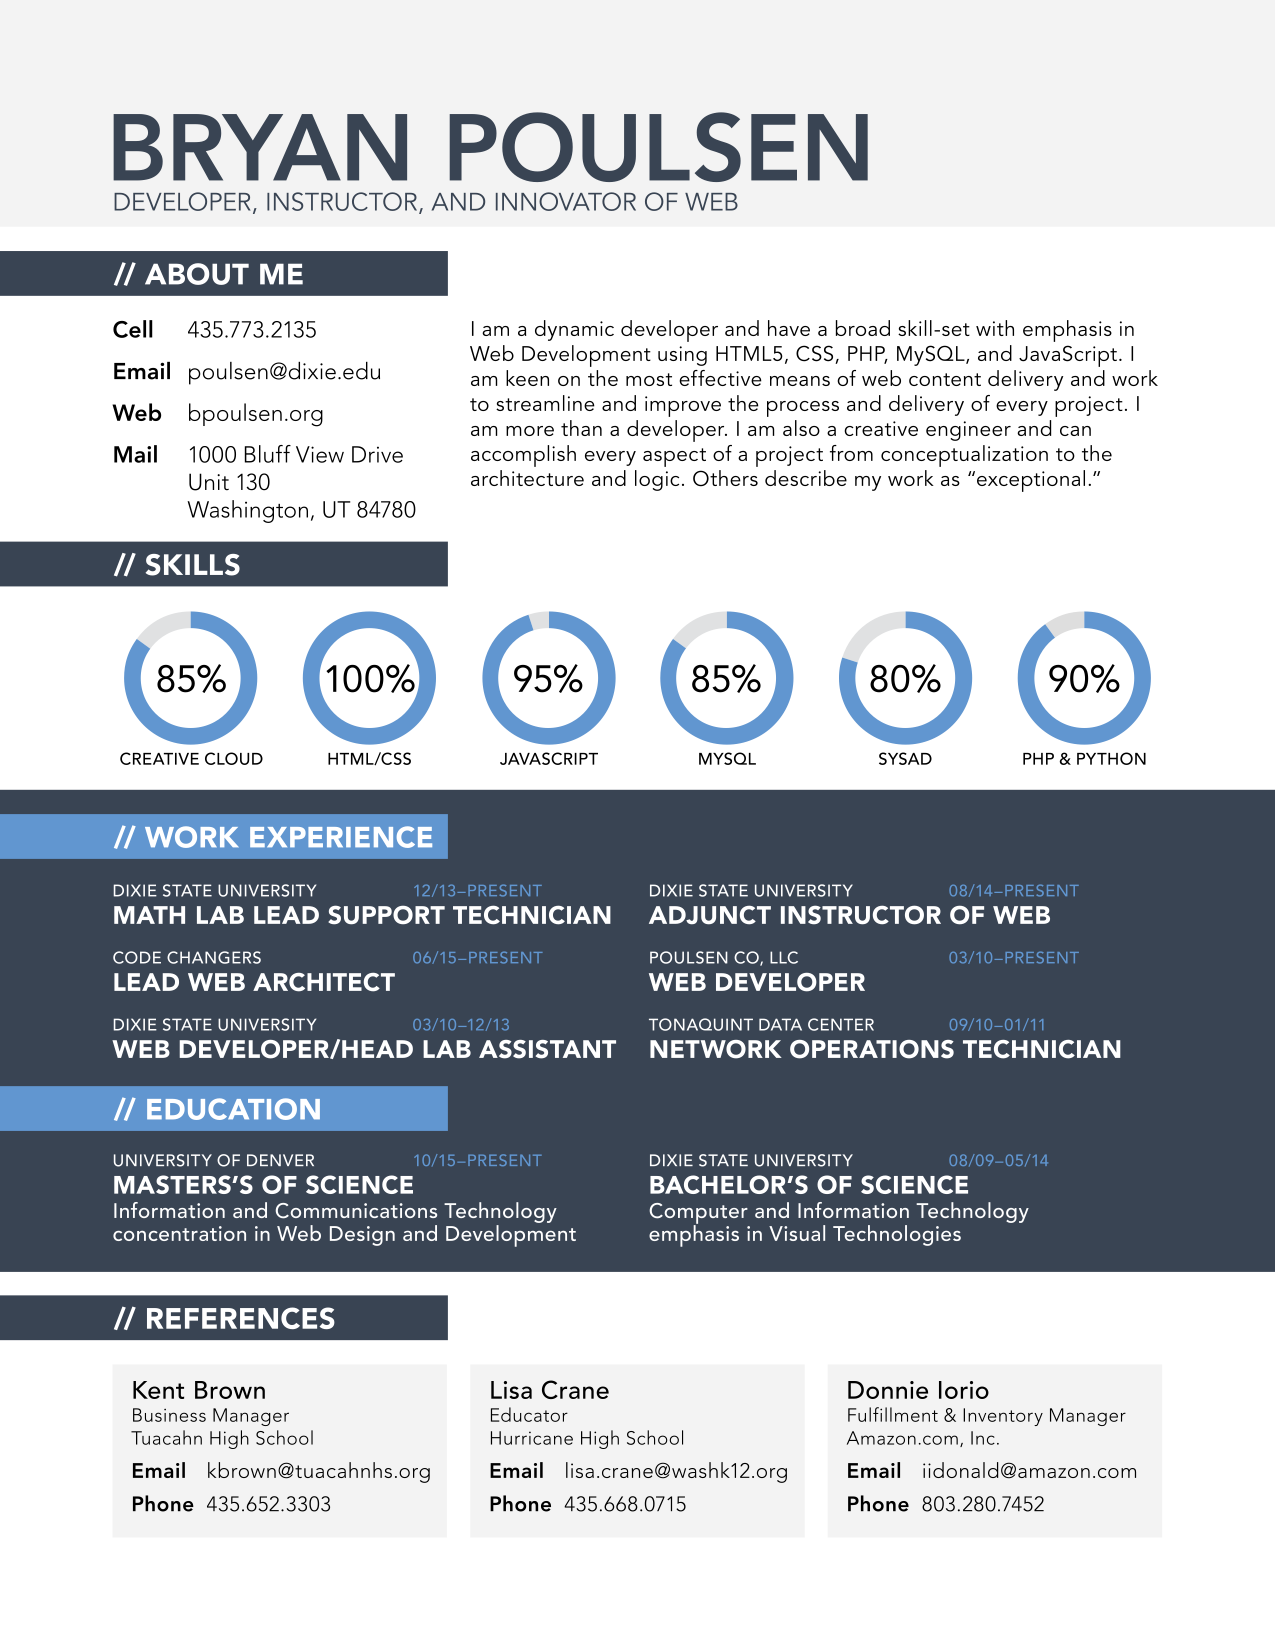 BRYAN POULSEN
DEVELOPER, INSTRUCTOR, AND INNOVATOR OF WEB
// ABOUT ME
Cell 435.773.2135
Email poulsen@dixie.edu
Web bpoulsen.org
Mail 1000 Bluff View Drive
Unit 130
Washington, UT 84780
I am a dynamic developer and have a broad skill-set with emphasis in
Web Development using HTML5, CSS, PHP, MySQL, and JavaScript. I
am keen on the most effective means of web content delivery and work
to streamline and improve the process and delivery of every project. I
am more than a developer. I am also a creative engineer and can
accomplish every aspect of a project from conceptualization to the
architecture and logic. Others describe my work as “exceptional.”
// SKILLS
85%
CREATIVE CLOUD
100%
HTML/CSS
95%
JAVASCRIPT
85%
MYSQL
80%
SYSAD
90%
PHP & PYTHON
// WORK EXPERIENCE
DIXIE STATE UNIVERSITY 12/13–PRESENT
MATH LAB LEAD SUPPORT TECHNICIAN
DIXIE STATE UNIVERSITY 08/14–PRESENT
ADJUNCT INSTRUCTOR OF WEB
CODE CHANGERS 06/15–PRESENT
LEAD WEB ARCHITECT
POULSEN CO, LLC 03/10–PRESENT
WEB DEVELOPER
DIXIE STATE UNIVERSITY 03/10–12/13
WEB DEVELOPER/HEAD LAB ASSISTANT
TONAQUINT DATA CENTER 09/10–01/11
NETWORK OPERATIONS TECHNICIAN
// EDUCATION
UNIVERSITY OF DENVER 10/15–PRESENT
MASTERS’S OF SCIENCE
Information and Communications Technology
concentration in Web Design and Development
DIXIE STATE UNIVERSITY 08/09–05/14
BACHELOR’S OF SCIENCE
Computer and Information Technology
emphasis in Visual Technologies
// REFERENCES
Kent Brown
Business Manager
Tuacahn High School
Email kbrown@tuacahnhs.org
Phone 435.652.3303
Lisa Crane
Educator
Hurricane High School
Email lisa.crane@washk12.org
Phone 435.668.0715
Donnie Iorio
Fulfillment & Inventory Manager
Amazon.com, Inc.
Email iidonald@amazon.com
Phone 803.280.7452